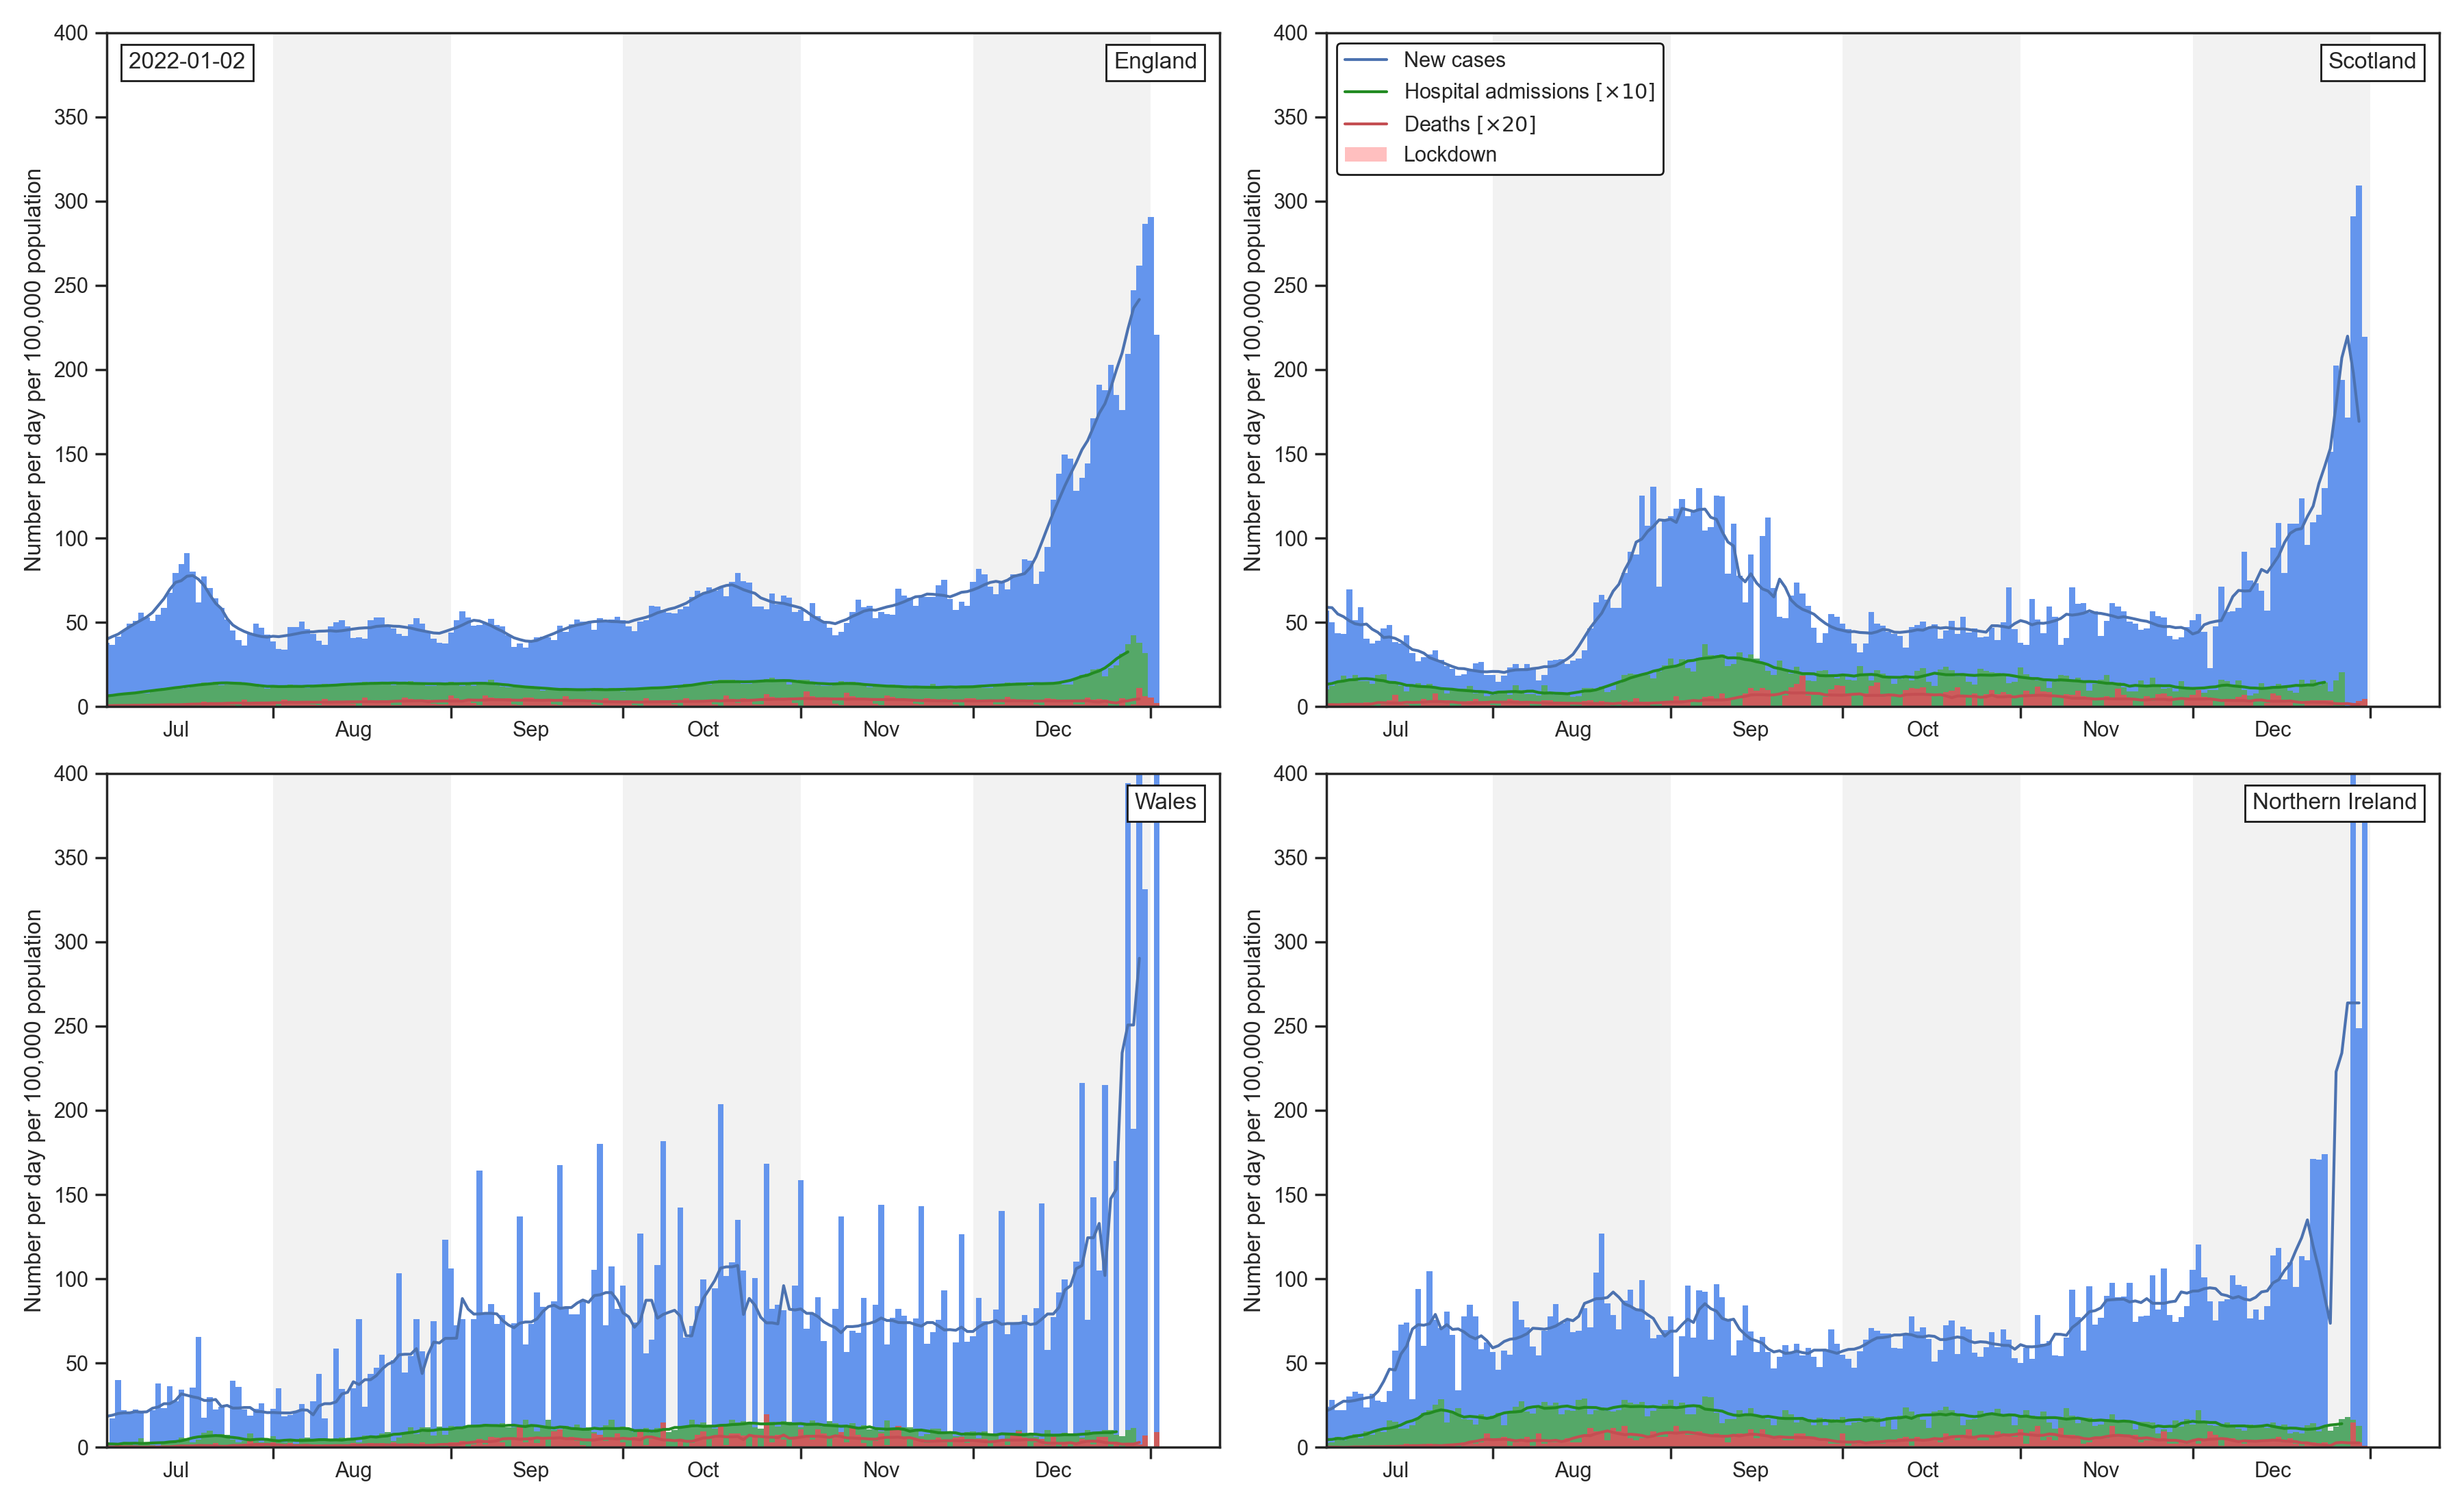 2022-01-02
England
Number per day per 100,000 population
400
350
300
250
200
150
100
50
0
Jul Aug Sep Oct Nov Dec
Scotland
New cases
Hospital admissions [×10]
Deaths [×20]
Lockdown
Number per day per 100,000 population
400
350
300
250
200
150
100
50
0
Jul Aug Sep Oct Nov Dec
Wales
Number per day per 100,000 population
400
350
300
250
200
150
100
50
0
Jul Aug Sep Oct Nov Dec
Northern Ireland
Number per day per 100,000 population
400
350
300
250
200
150
100
50
0
Jul Aug Sep Oct Nov Dec